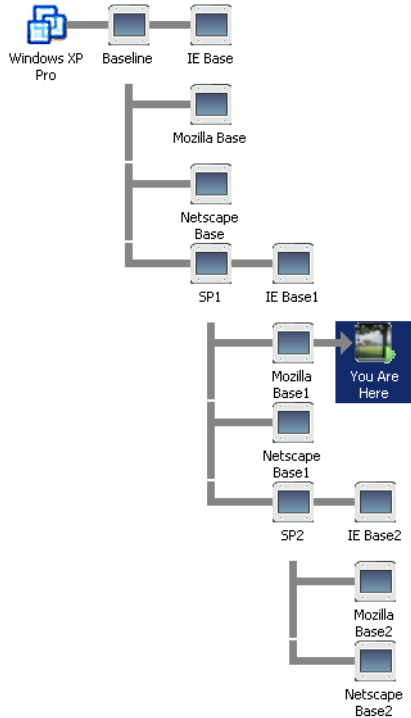 Windows XP
Pro
Baseline
IE Base
Mozilla Base
Netscape
Base
SP1
IE Base1
Mozilla
Base1
You Are
Here
Netscape
Base1
SP2
IE Base2
Mozilla
Base2
Netscape
Base2